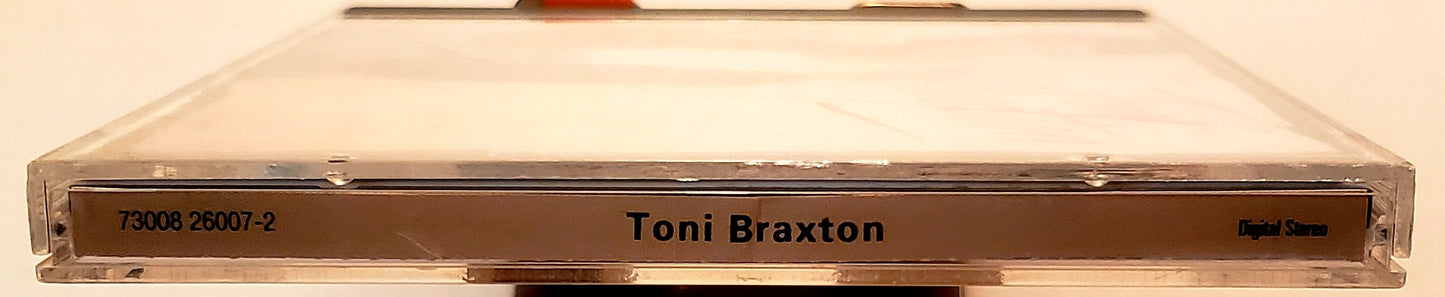 73008 26007-2 Toni Braxton Digital Stereo